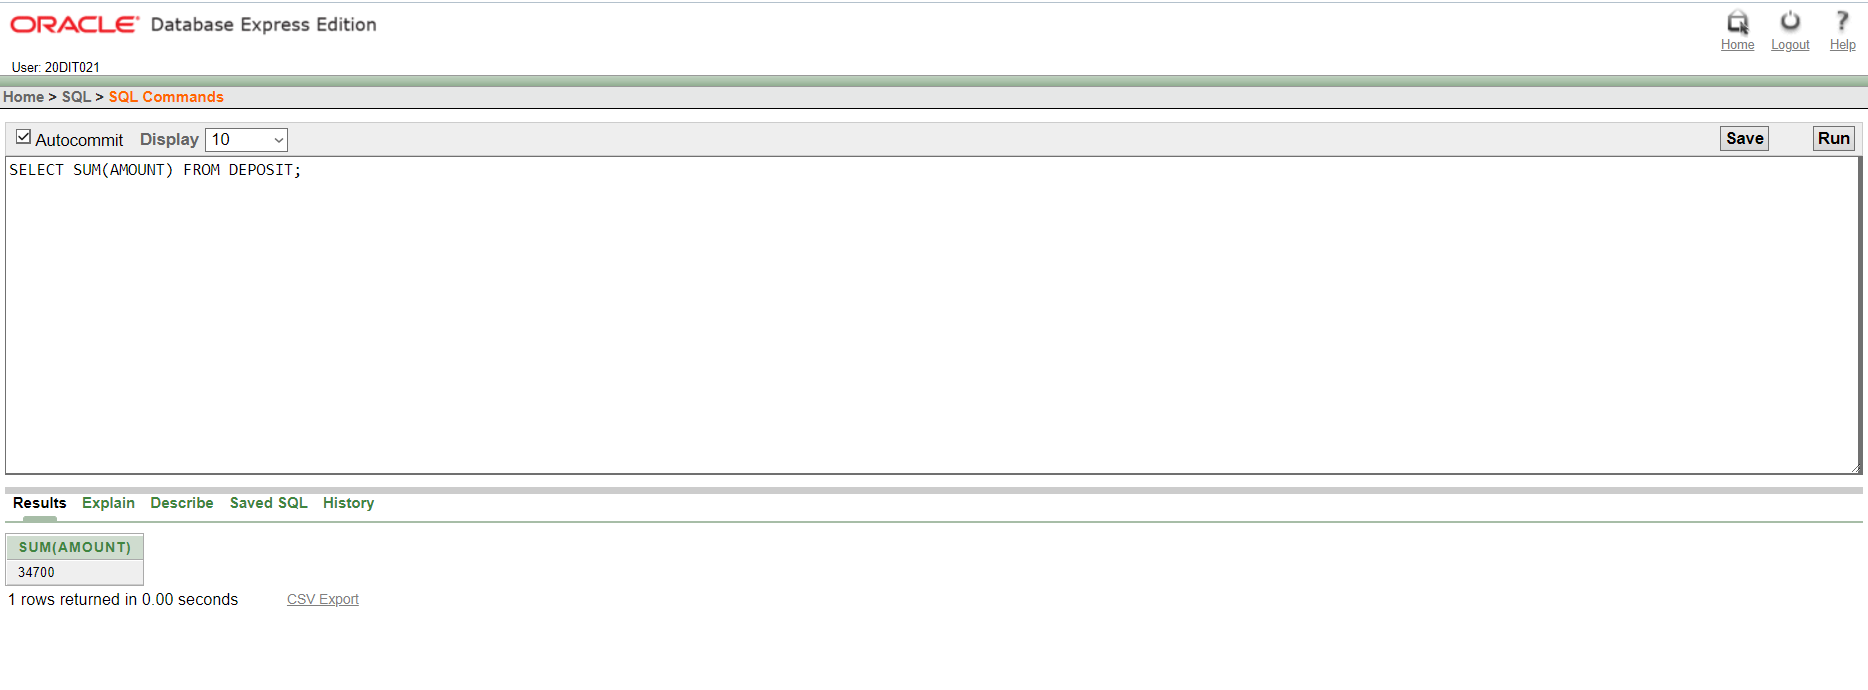 ORACLE Database Express Edition
Home Logout Help
User: 20DIT021
Home > SQL > SQL Commands
Autocommit Display 10 Save Run
SELECT SUM(AMOUNT) FROM DEPOSIT;
Results Explain Describe Saved SQL History
SUM(AMOUNT)
34700
1 rows returned in 0.00 seconds CSV Export